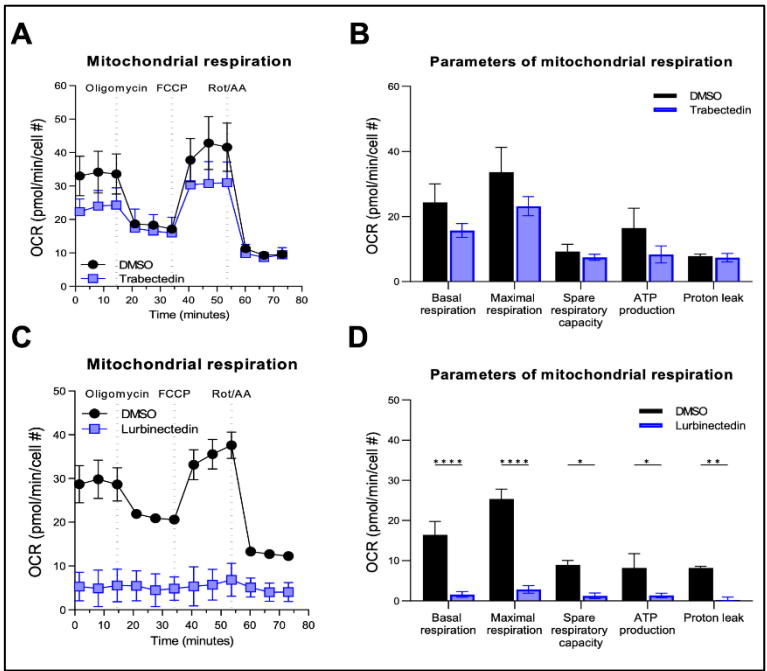 A
Mitochondrial respiration
Oligomycin FCCP Rot/AA
OCR (pmol/min/cell #)
60
50
40
30
20
10
0
DMSO
Trabectedin
0 10 20 30 40 50 60 70 80
Time (minutes)
B
Parameters of mitochondrial respiration
DMSO
Trabectedin
OCR (pmol/min/cell #)
60
40
20
0
Basal respiration
Maximal respiration
Spare respiratory capacity
ATP production
Proton leak
C
Mitochondrial respiration
Oligomycin FCCP Rot/AA
DMSO
Lurbinectedin
OCR (pmol/min/cell #)
50
40
30
20
10
0
0 10 20 30 40 50 60 70 80
Time (minutes)
D
Parameters of mitochondrial respiration
DMSO
Lurbinectedin
OCR (pmol/min/cell #)
50
40
30
20
10
0
**** **** * * **
Basal respiration
Maximal respiration
Spare respiratory capacity
ATP production
Proton leak